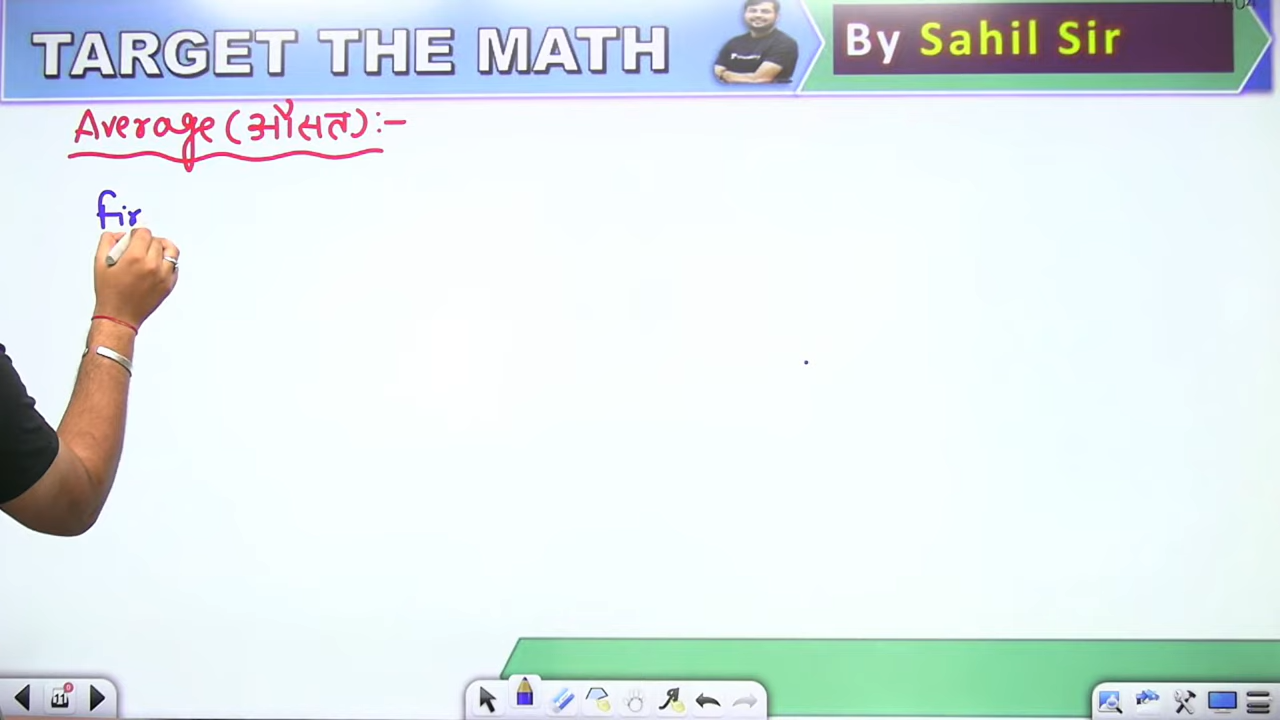 TARGET THE MATH
By Sahil Sir
Average (औसत) :-
fir